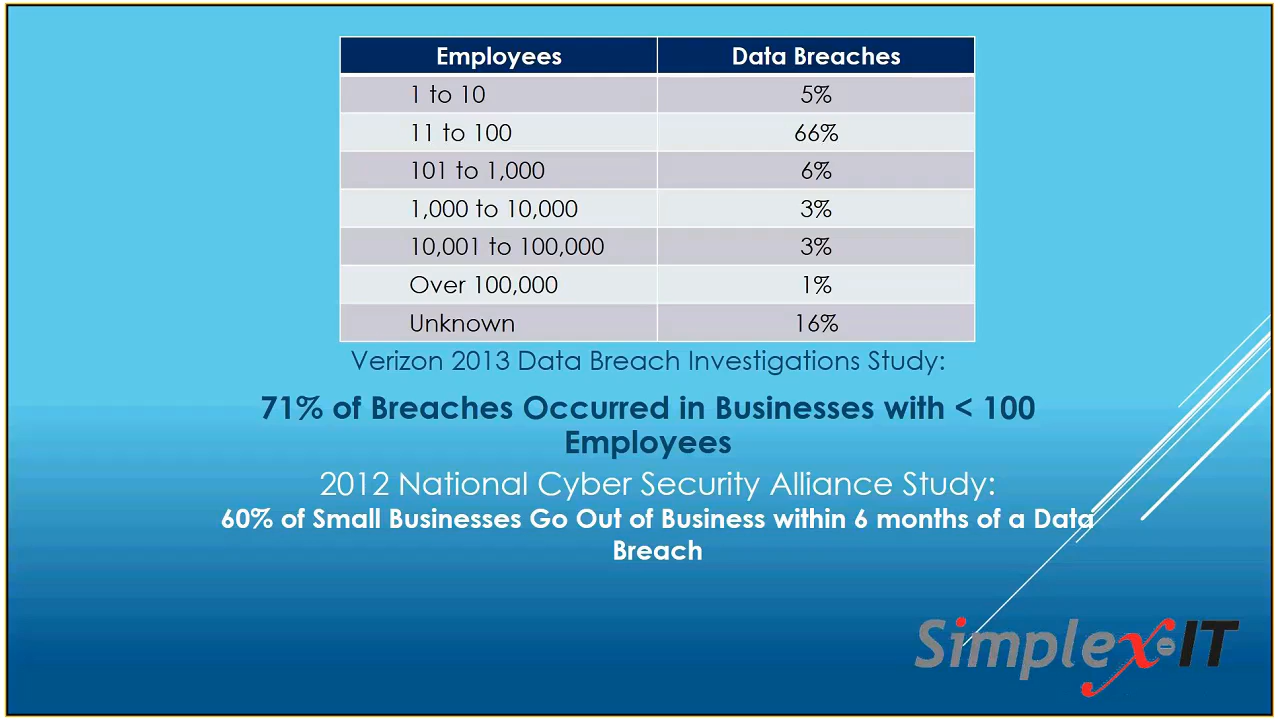 Employees Data Breaches
1 to 10 5%
11 to 100 66%
101 to 1,000 6%
1,000 to 10,000 3%
10,001 to 100,000 3%
Over 100,000 1%
Unknown 16%
Verizon 2013 Data Breach Investigations Study:
71% of Breaches Occurred in Businesses with < 100
Employees
2012 National Cyber Security Alliance Study:
60% of Small Businesses Go Out of Business within 6 months of a Data
Breach
Simplex-IT